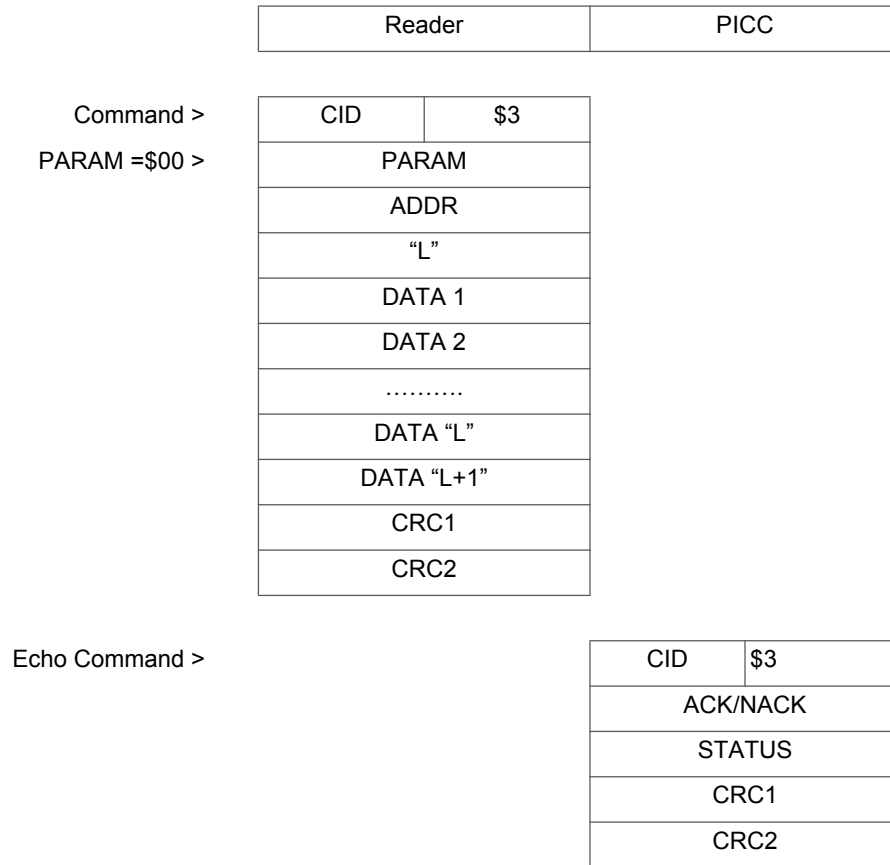 Reader PICC
Command > CID $3
PARAM =$00 > PARAM
ADDR
“L”
DATA 1
DATA 2
……….
DATA “L”
DATA “L+1”
CRC1
CRC2
Echo Command > CID $3
ACK/NACK
STATUS
CRC1
CRC2